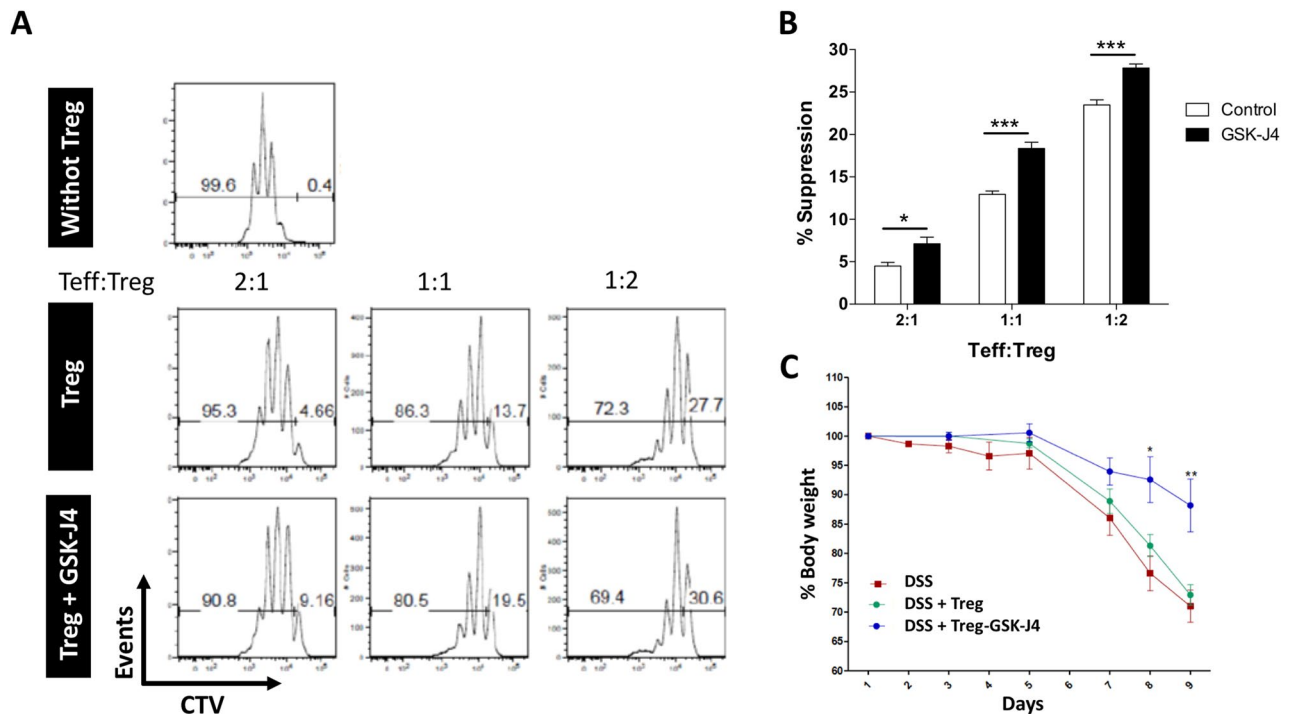 A
Withot Treg
99.6 0.4
Teff:Treg 2:1 1:1 1:2
Treg
95.3 4.66
86.3 13.7
72.3 27.7
Treg + GSK-J4
90.8 9.16
80.5 19.5
69.4 30.6
Events
CTV
B
% Suppression
30
25
20
15
10
5
0
* *** ***
2:1 1:1 1:2
Teff:Treg
Control
GSK-J4
C
% Body weight
110
105
100
95
90
85
80
75
70
65
60
* **
DSS
DSS + Treg
DSS + Treg-GSK-J4
1 2 3 4 5 6 7 8 9
Days